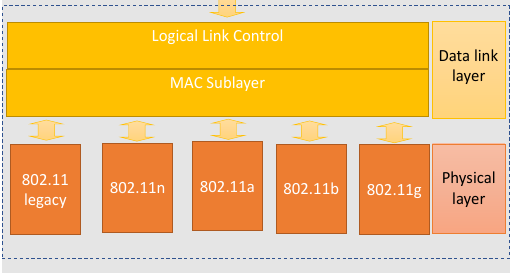 Logical Link Control
Data link
layer
MAC Sublayer
802.11
legacy
802.11n
802.11a
802.11b
802.11g
Physical
layer